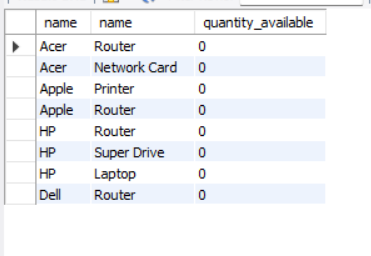 name name quantity_available
Acer Router 0
Acer Network Card 0
Apple Printer 0
Apple Router 0
HP Router 0
HP Super Drive 0
HP Laptop 0
Dell Router 0